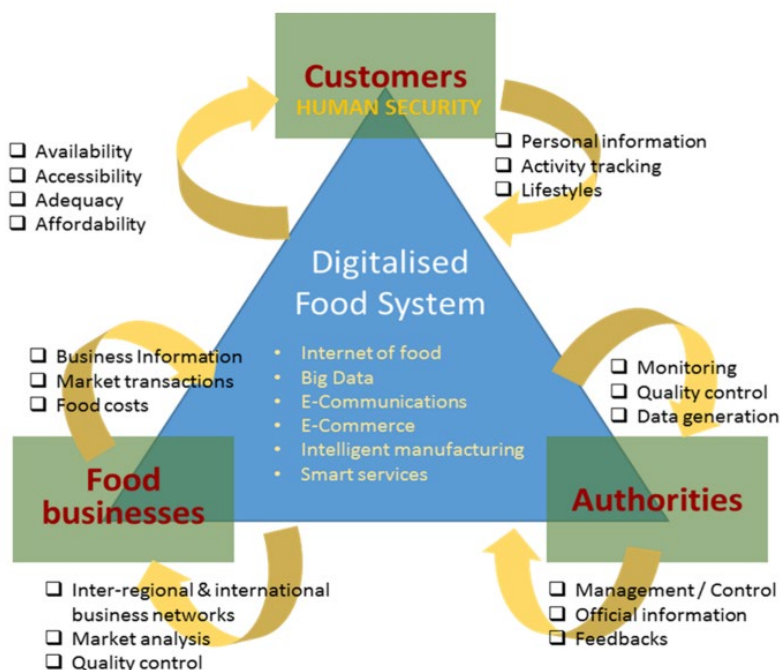 Customers
HUMAN SECURITY
❑ Availability
❑ Accessibility
❑ Adequacy
❑ Affordability
❑ Personal information
❑ Activity tracking
❑ Lifestyles
Digitalised
Food System
• Internet of food
• Big Data
• E-Communications
• E-Commerce
• Intelligent manufacturing
• Smart services
❑ Business Information
❑ Market transactions
❑ Food costs
❑ Monitoring
❑ Quality control
❑ Data generation
Food
businesses
Authorities
❑ Inter-regional & international
business networks
❑ Market analysis
❑ Quality control
❑ Management / Control
❑ Official information
❑ Feedbacks